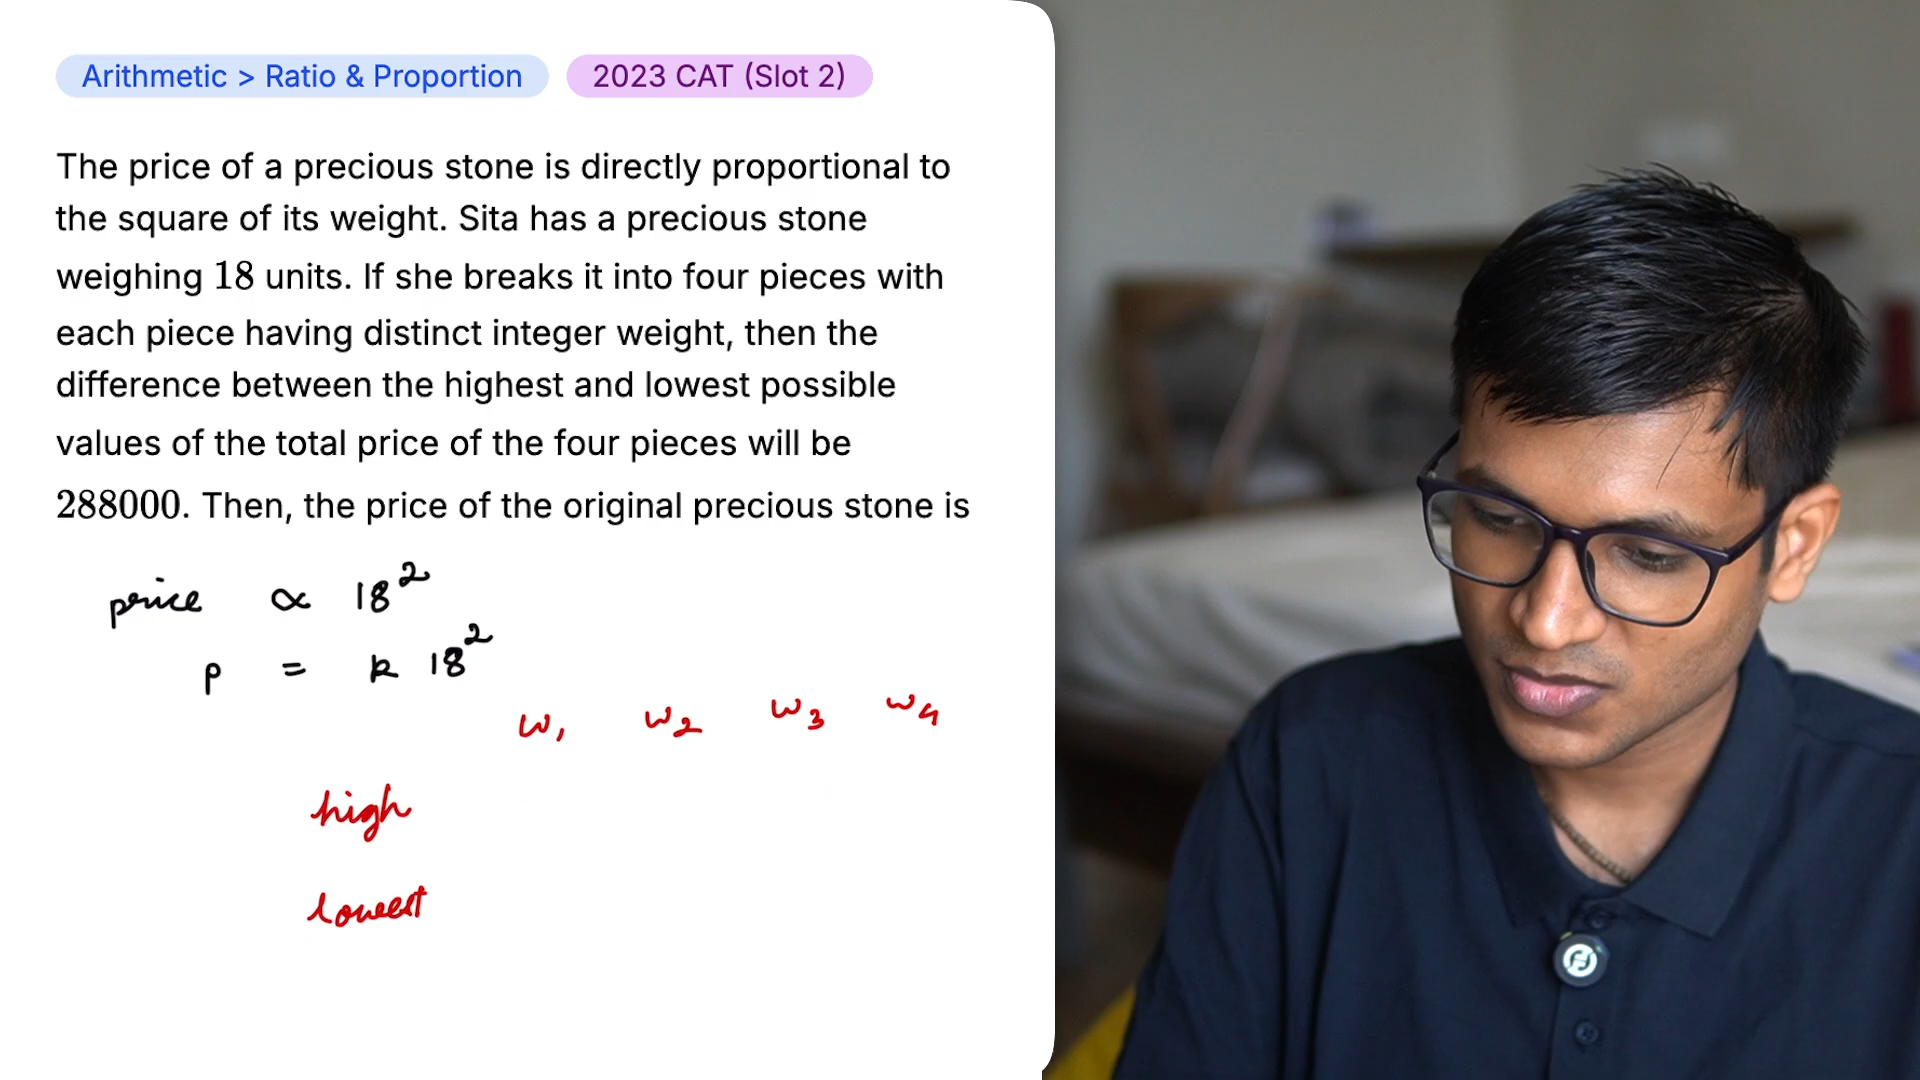 Arithmetic > Ratio & Proportion 2023 CAT (Slot 2)
The price of a precious stone is directly proportional to
the square of its weight. Sita has a precious stone
weighing 18 units. If she breaks it into four pieces with
each piece having distinct integer weight, then the
difference between the highest and lowest possible
values of the total price of the four pieces will be
288000. Then, the price of the original precious stone is
price ∝ 18²
p = k 18²
w₁ w₂ w₃ w₄
high
lowest